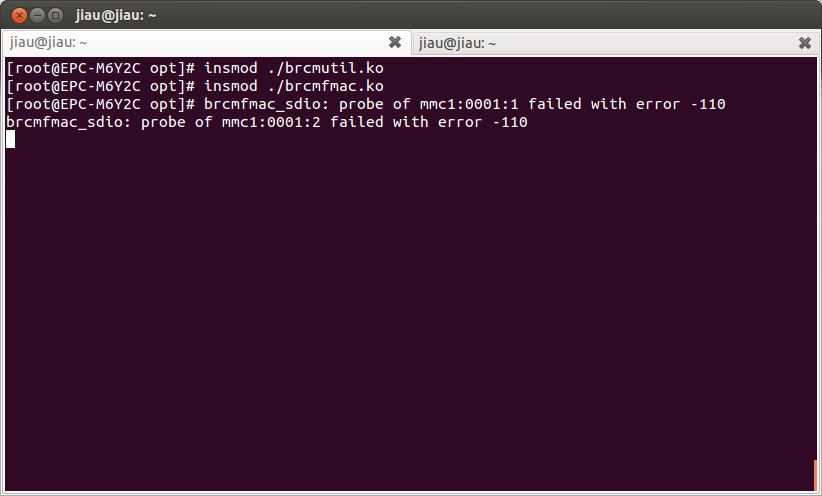 jiau@jiau: ~
jiau@jiau: ~
jiau@jiau: ~
[root@EPC-M6Y2C opt]# insmod ./brcmutil.ko
[root@EPC-M6Y2C opt]# insmod ./brcmfmac.ko
[root@EPC-M6Y2C opt]# brcmfmac_sdio: probe of mmc1:0001:1 failed with error -110
brcmfmac_sdio: probe of mmc1:0001:2 failed with error -110